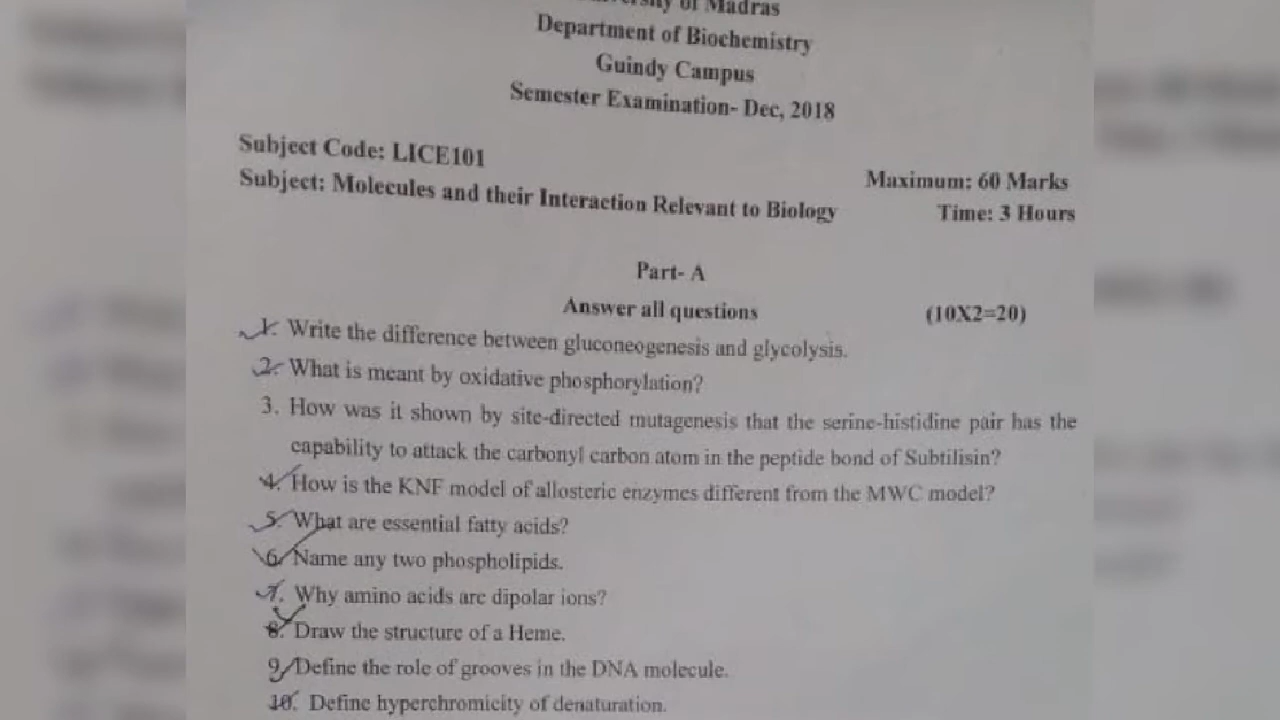 of Madras
Department of Biochemistry
Guindy Campus
Semester Examination- Dec, 2018
Subject Code: LICE101
Maximum: 60 Marks
Subject: Molecules and their Interaction Relevant to Biology
Time: 3 Hours
Part- A
Answer all questions (10X2=20)
1. Write the difference between gluconeogenesis and glycolysis.
2. What is meant by oxidative phosphorylation?
3. How was it shown by site-directed mutagenesis that the serine-histidine pair has the
capability to attack the carbonyl carbon atom in the peptide bond of Subtilisin?
4. How is the KNF model of allosteric enzymes different from the MWC model?
5. What are essential fatty acids?
6. Name any two phospholipids.
7. Why amino acids are dipolar ions?
8. Draw the structure of a Heme.
9. Define the role of grooves in the DNA molecule.
10. Define hyperchromicity of denaturation.